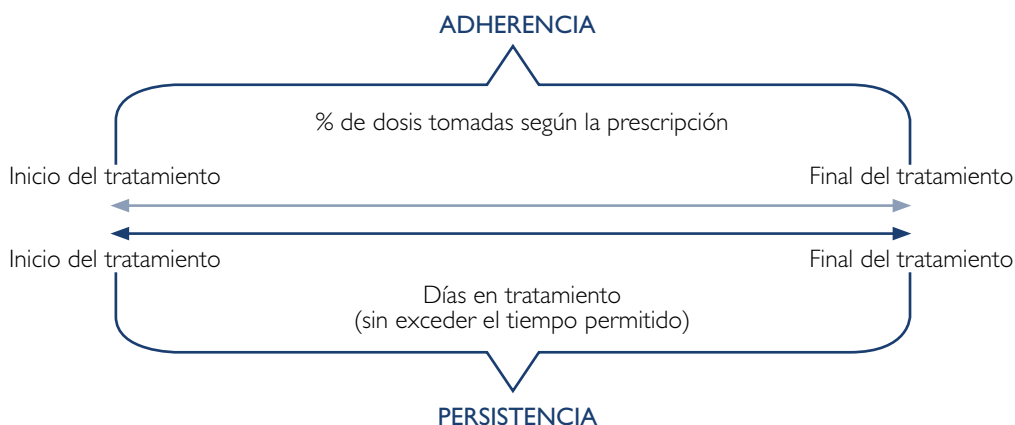 ADHERENCIA
% de dosis tomadas según la prescripción
Inicio del tratamiento
Final del tratamiento
Inicio del tratamiento
Final del tratamiento
Días en tratamiento
(sin exceder el tiempo permitido)
PERSISTENCIA